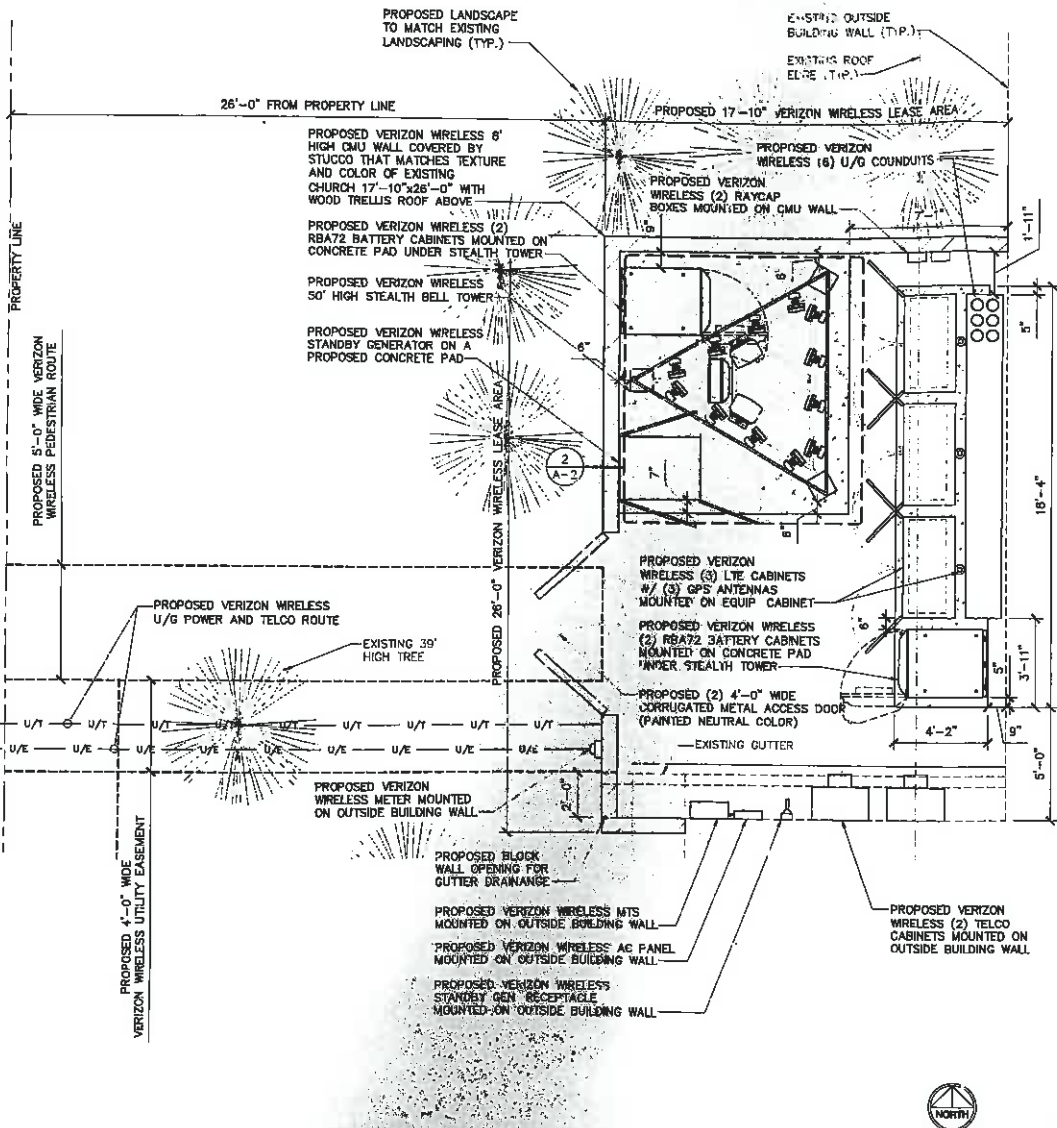 PROPOSED LANDSCAPE
TO MATCH EXISTING
LANDSCAPING (TYP.)
EXISTING OUTSIDE
BUILDING WALL (TYP.)
EXISTING ROOF
EDGE (TYP.)
26'-0" FROM PROPERTY LINE
PROPOSED 17'-10" VERIZON WIRELESS LEASE AREA
PROPOSED VERIZON WIRELESS 8'
HIGH CMU WALL COVERED BY
STUCCO THAT MATCHES TEXTURE
AND COLOR OF EXISTING
CHURCH 17'-10"x26'-0" WITH
WOOD TRELLIS ROOF ABOVE
PROPOSED VERIZON
WIRELESS (6) U/G COUNDUITS
PROPOSED VERIZON
WIRELESS (2) RAYCAP
BOXES MOUNTED ON CMU WALL
9"
1'-11"
PROPOSED VERIZON WIRELESS (2)
RBA72 BATTERY CABINETS MOUNTED ON
CONCRETE PAD UNDER STEALTH TOWER
PROPERTY LINE
PROPOSED VERIZON WIRELESS
50' HIGH STEALTH BELL TOWER
6"
5"
PROPOSED VERIZON WIRELESS
STANDBY GENERATOR ON A
PROPOSED CONCRETE PAD
6"
PROPOSED 5'-0" WIDE VERIZON
WIRELESS PEDESTRIAN ROUTE
2
A-2
7"
18'-4"
6"
PROPOSED 26'-0" VERIZON WIRELESS LEASE AREA
PROPOSED VERIZON
WIRELESS (3) LTE CABINETS
W/ (3) GPS ANTENNAS
MOUNTED ON EQUIP CABINET
PROPOSED VERIZON WIRELESS
U/G POWER AND TELCO ROUTE
EXISTING 39'
HIGH TREE
PROPOSED VERIZON WIRELESS
(2) RBA72 BATTERY CABINETS
MOUNTED ON CONCRETE PAD
UNDER STEALTH TOWER
6"
5"
3'-11"
PROPOSED (2) 4'-0" WIDE
CORRUGATED METAL ACCESS DOOR
(PAINTED NEUTRAL COLOR)
U/T U/T U/T U/T U/T U/T U/T
4'-2"
9"
U/E U/E U/E U/E U/E U/E U/E
EXISTING GUTTER
5'-0"
PROPOSED VERIZON
WIRELESS METER MOUNTED
ON OUTSIDE BUILDING WALL
2'-0"
PROPOSED 4'-0" WIDE
VERIZON WIRELESS UTILITY EASEMENT
PROPOSED BLOCK
WALL OPENING FOR
GUTTER DRAINANGE
PROPOSED VERIZON WIRELESS MTS
MOUNTED ON OUTSIDE BUILDING WALL
PROPOSED VERIZON WIRELESS AC PANEL
MOUNTED ON OUTSIDE BUILDING WALL
PROPOSED VERIZON WIRELESS
STANDBY GEN RECEPTACLE
MOUNTED ON OUTSIDE BUILDING WALL
PROPOSED VERIZON
WIRELESS (2) TELCO
CABINETS MOUNTED ON
OUTSIDE BUILDING WALL
NORTH